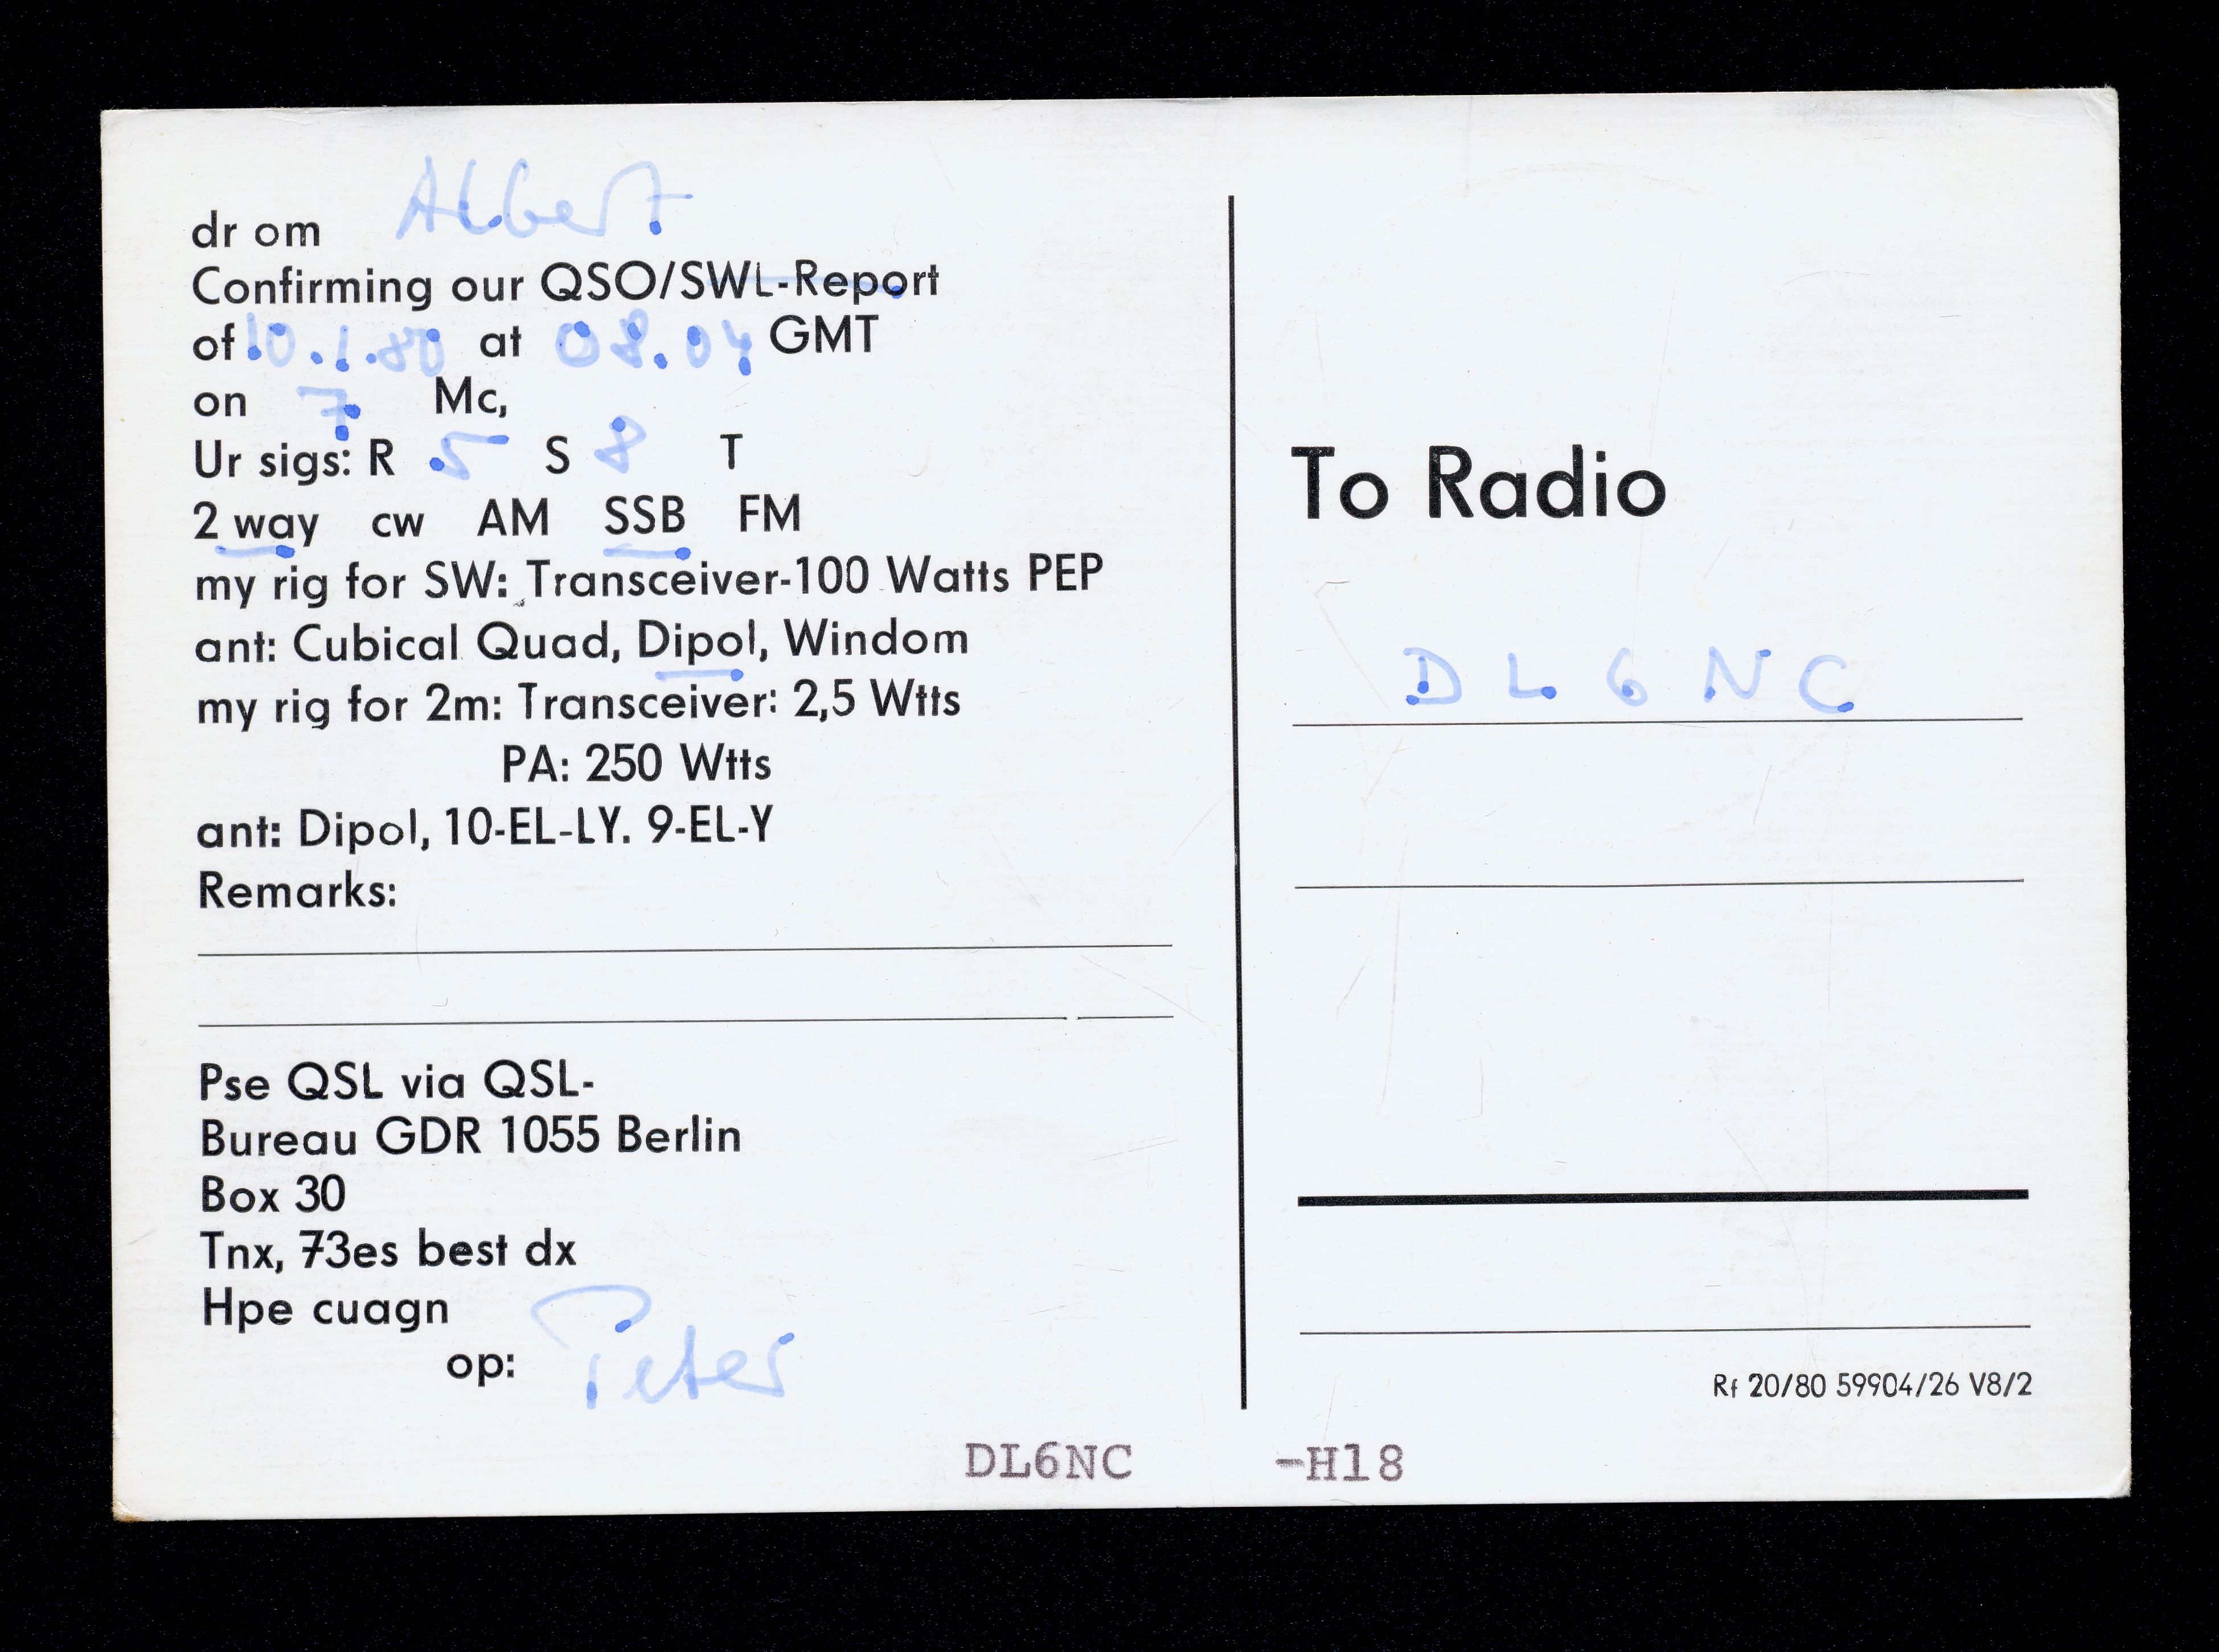 dr om Albert
Confirming our QSO/SWL-Report
of 10.1.80 at 08.04 GMT
on 7 Mc,
Ur sigs: R 5 S 8 T
2 way cw AM SSB FM
my rig for SW: Transceiver-100 Watts PEP
ant: Cubical Quad, Dipol, Windom
my rig for 2m: Transceiver: 2,5 Wtts
PA: 250 Wtts
ant: Dipol, 10-EL-LY. 9-EL-Y
Remarks:
Pse QSL via QSL-
Bureau GDR 1055 Berlin
Box 30
Tnx, 73es best dx
Hpe cuagn
op: Peter
To Radio
DL6NC
Rf 20/80 59904/26 V8/2
DL6NC -H18